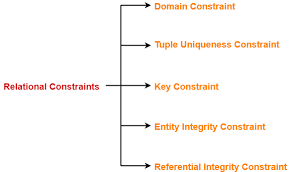 Domain Constraint
Tuple Uniqueness Constraint
Relational Constraints
Key Constraint
Entity Integrity Constraint
Referential Integrity Constraint